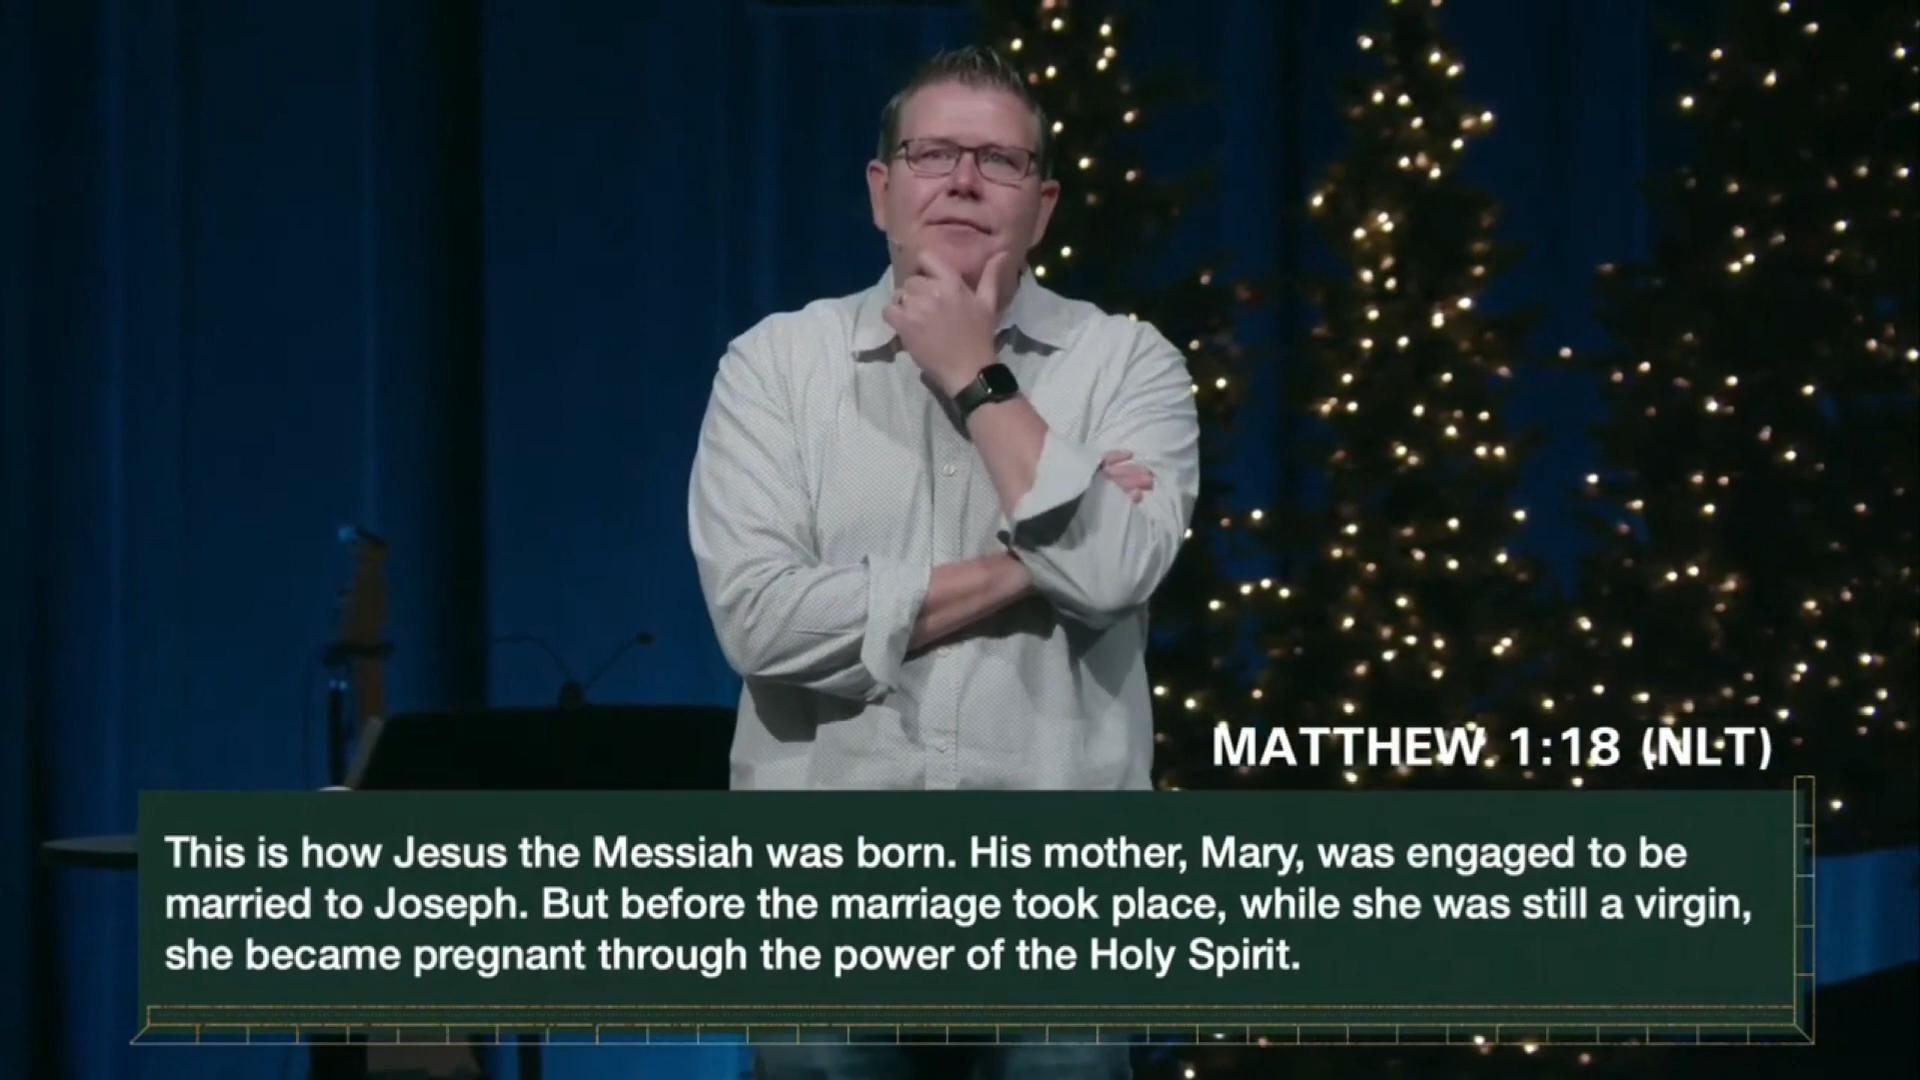 MATTHEW 1:18 (NLT)
This is how Jesus the Messiah was born. His mother, Mary, was engaged to be
married to Joseph. But before the marriage took place, while she was still a virgin,
she became pregnant through the power of the Holy Spirit.